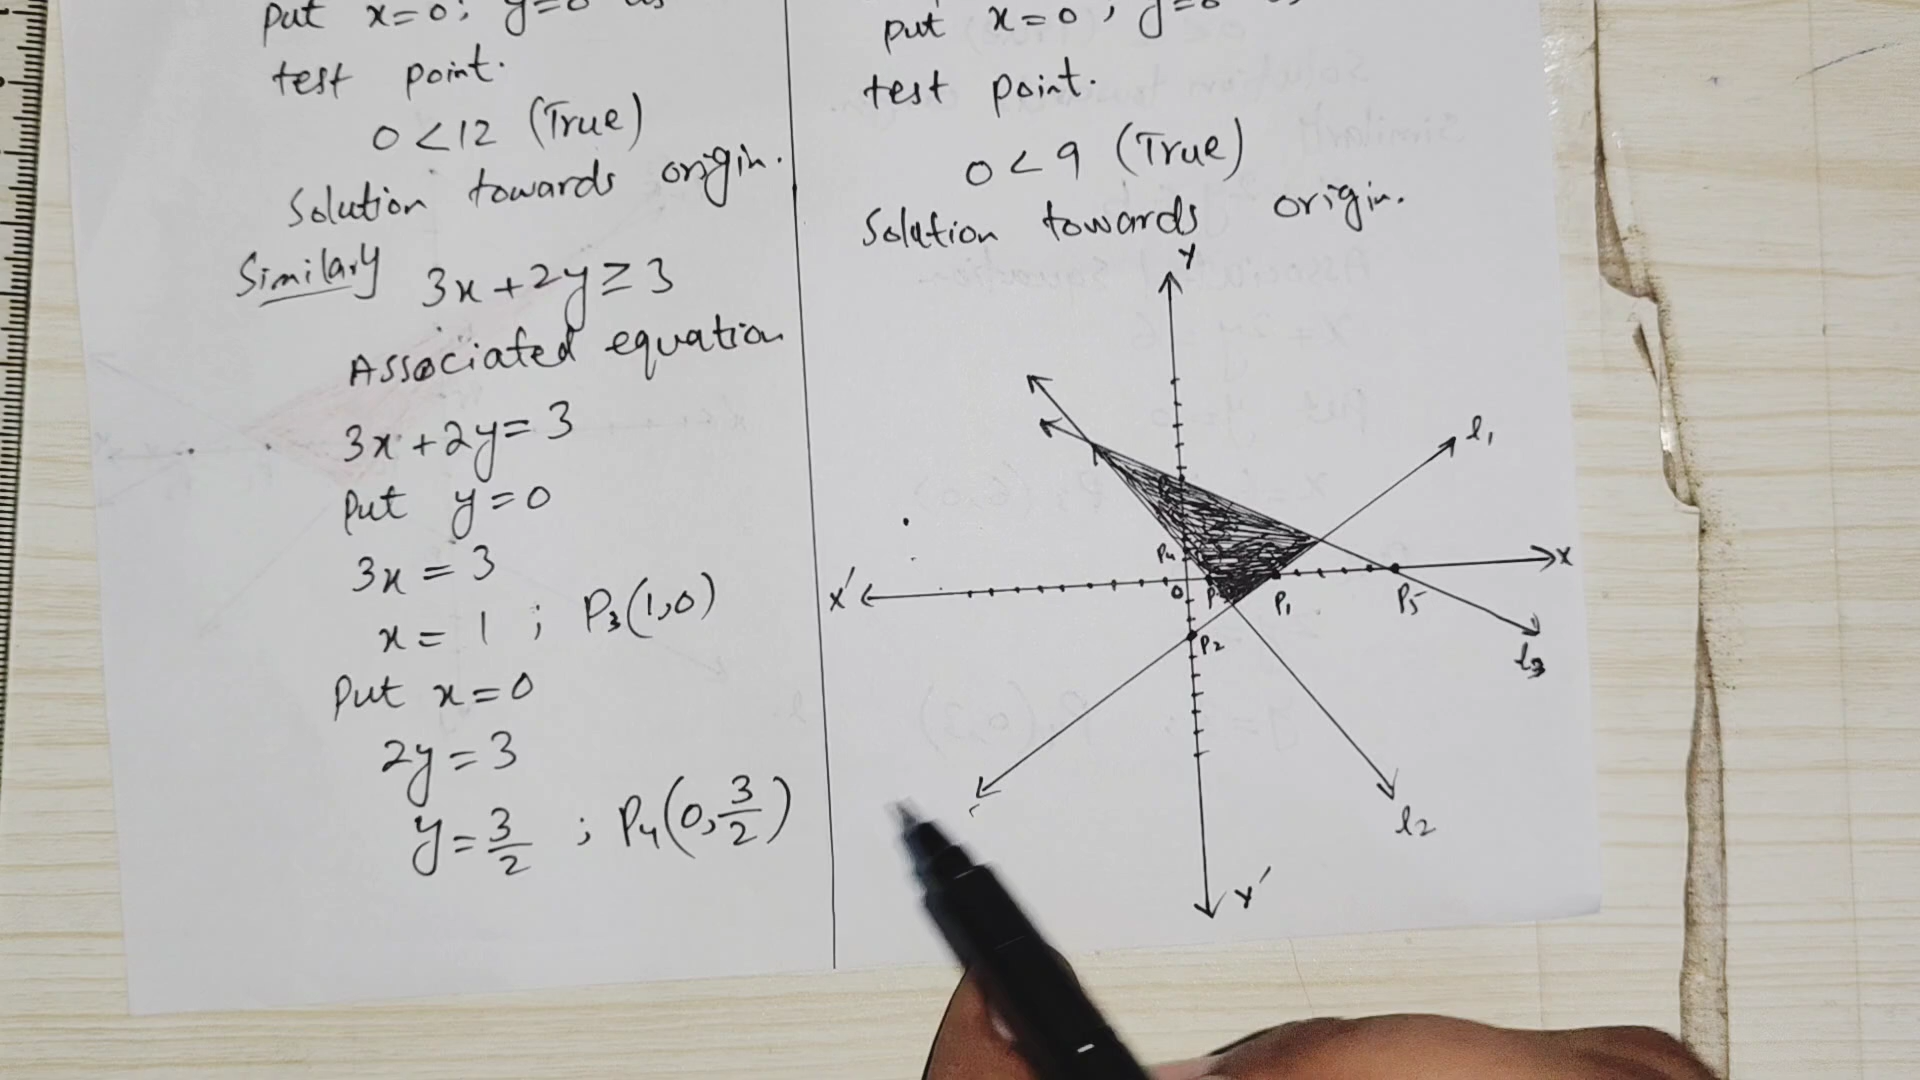 Put x=0; y=0 as
test point.
0<12 (True)
Solution towards origin.
Similary 3x+2y≥3
Associated equation
3x+2y=3
Put y=0
3x=3
x=1 ; P₃(1,0)
Put x=0
2y=3
y=3/2 ; P₄(0,3/2)
Put x=0, y=0
test point.
0<9 (True)
Solution towards origin.
Y
l₁
P₄
X
X'
0
P₁
P₅
P₂
l₃
l₂
Y'